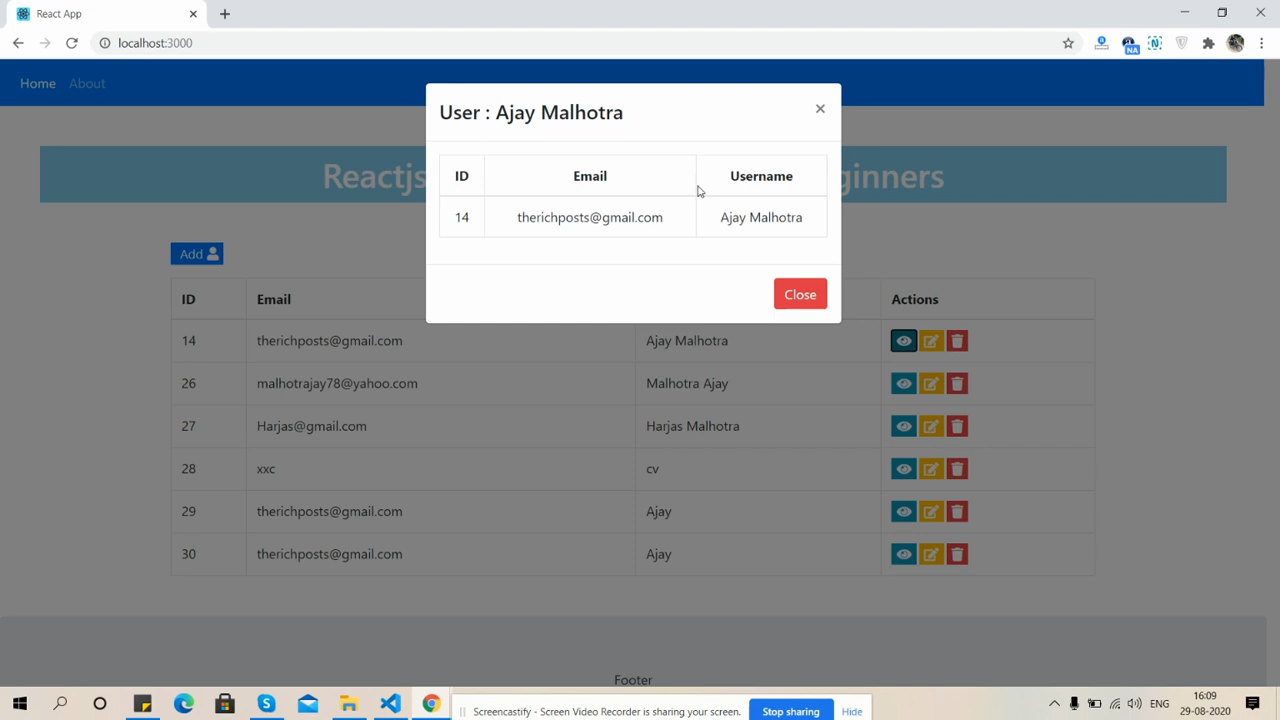 React App
localhost:3000
NA
Home About
User : Ajay Malhotra ×
ID Email Username
14 therichposts@gmail.com Ajay Malhotra
Close
Reactjs ginners
Add
ID Email Actions
14 therichposts@gmail.com Ajay Malhotra
26 malhotrajay78@yahoo.com Malhotra Ajay
27 Harjas@gmail.com Harjas Malhotra
28 xxc cv
29 therichposts@gmail.com Ajay
30 therichposts@gmail.com Ajay
Footer
Screencastify - Screen Video Recorder is sharing your screen. Stop sharing Hide
ENG
16:09
29-08-2020